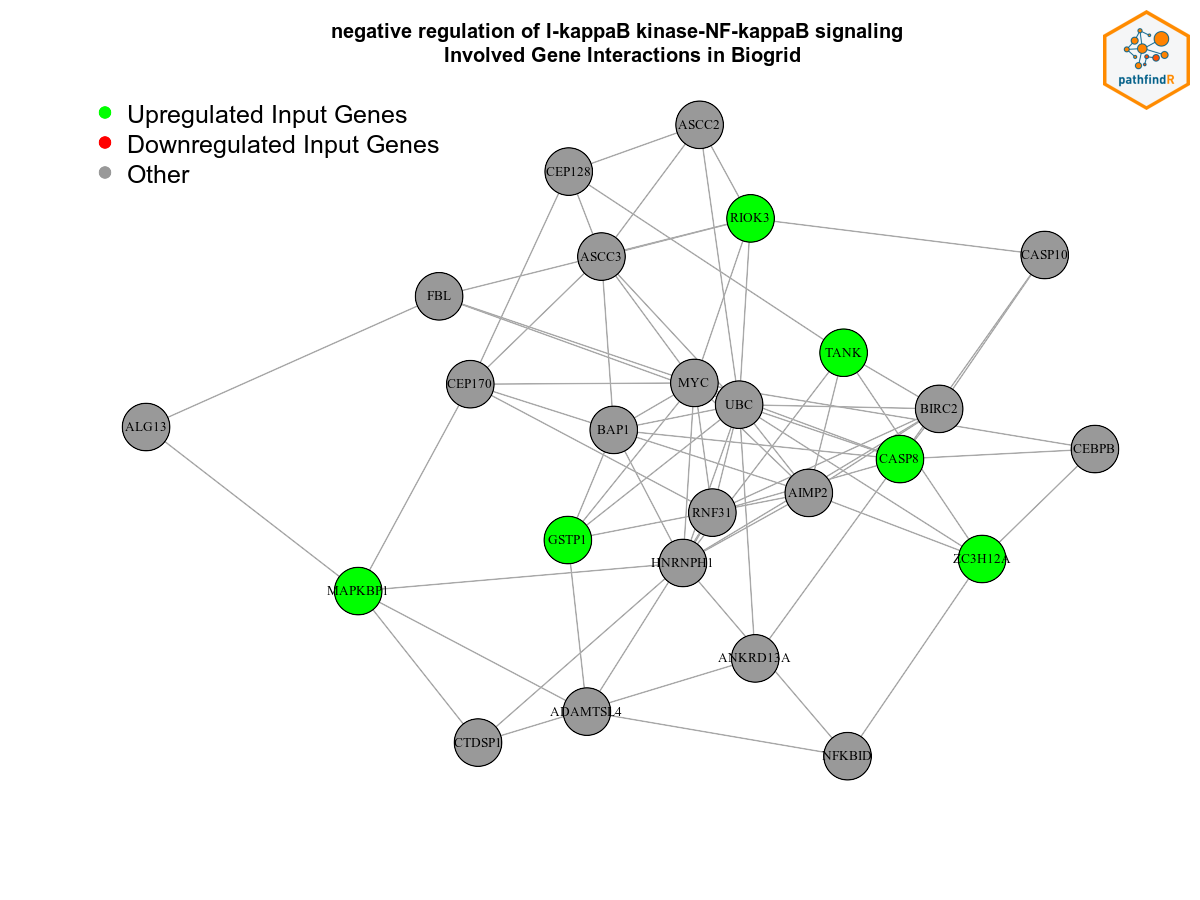 negative regulation of I-kappaB kinase-NF-kappaB signaling
Involved Gene Interactions in Biogrid
pathfindR
Upregulated Input Genes
Downregulated Input Genes
Other
ASCC2
CEP128
RIOK3
ASCC3
CASP10
FBL
TANK
CEP170
MYC
UBC
BIRC2
ALG13
BAP1
CEBPB
CASP8
AIMP2
RNF31
GSTP1
HNRNPH1
ZC3H12A
MAPKBP1
ANKRD13A
ADAMTSL4
CTDSP1
NFKBID